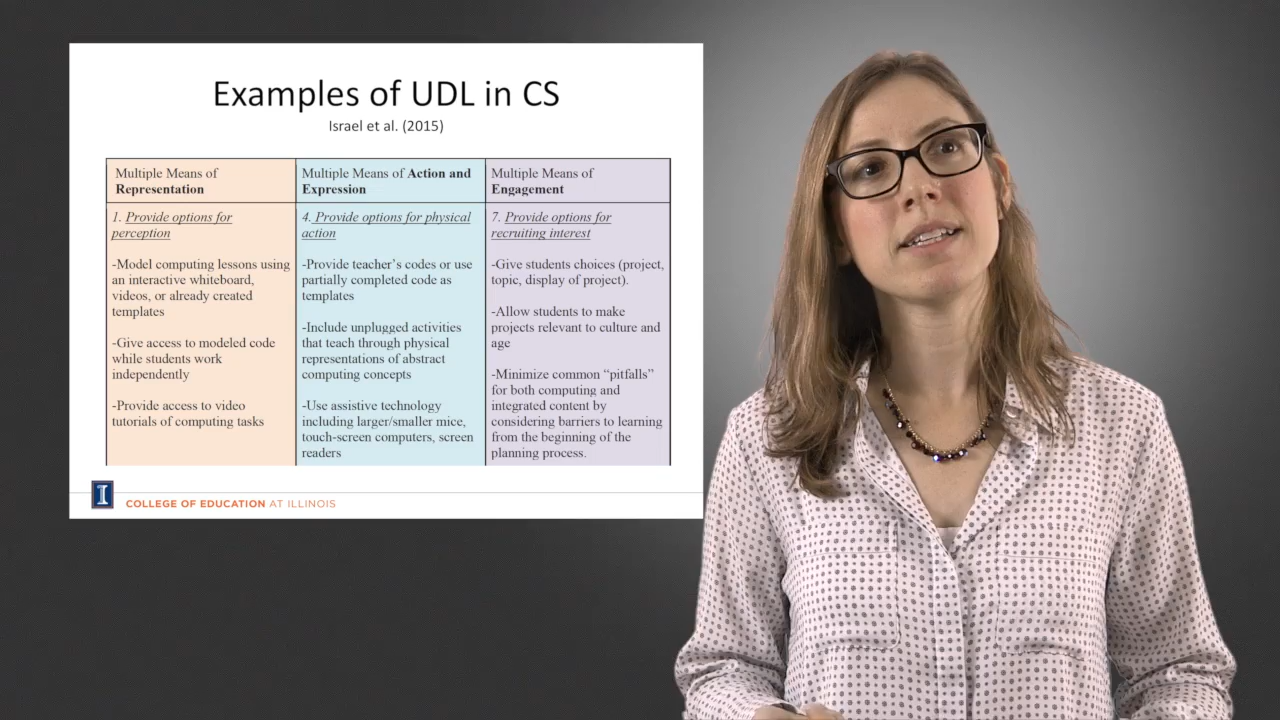 Examples of UDL in CS
Israel et al. (2015)
Multiple Means of
Representation
1. Provide options for
perception
-Model computing lessons using
an interactive whiteboard,
videos, or already created
templates
-Give access to modeled code
while students work
independently
-Provide access to video
tutorials of computing tasks
Multiple Means of Action and
Expression
4. Provide options for physical
action
-Provide teacher’s codes or use
partially completed code as
templates
-Include unplugged activities
that teach through physical
representations of abstract
computing concepts
-Use assistive technology
including larger/smaller mice,
touch-screen computers, screen
readers
Multiple Means of
Engagement
7. Provide options for
recruiting interest
-Give students choices (project,
topic, display of project).
-Allow students to make
projects relevant to culture and
age
-Minimize common “pitfalls”
for both computing and
integrated content by
considering barriers to learning
from the beginning of the
planning process.
I
COLLEGE OF EDUCATION AT ILLINOIS